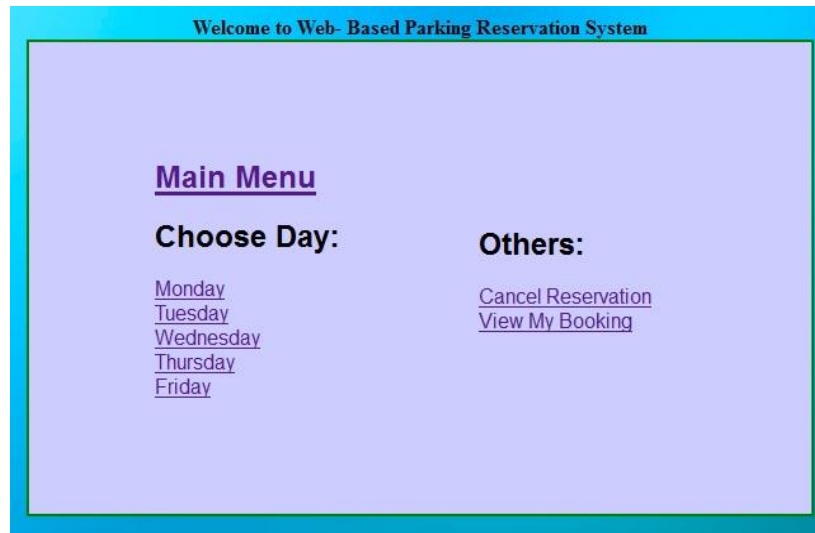 Welcome to Web- Based Parking Reservation System
Main Menu
Choose Day:
Monday
Tuesday
Wednesday
Thursday
Friday
Others:
Cancel Reservation
View My Booking